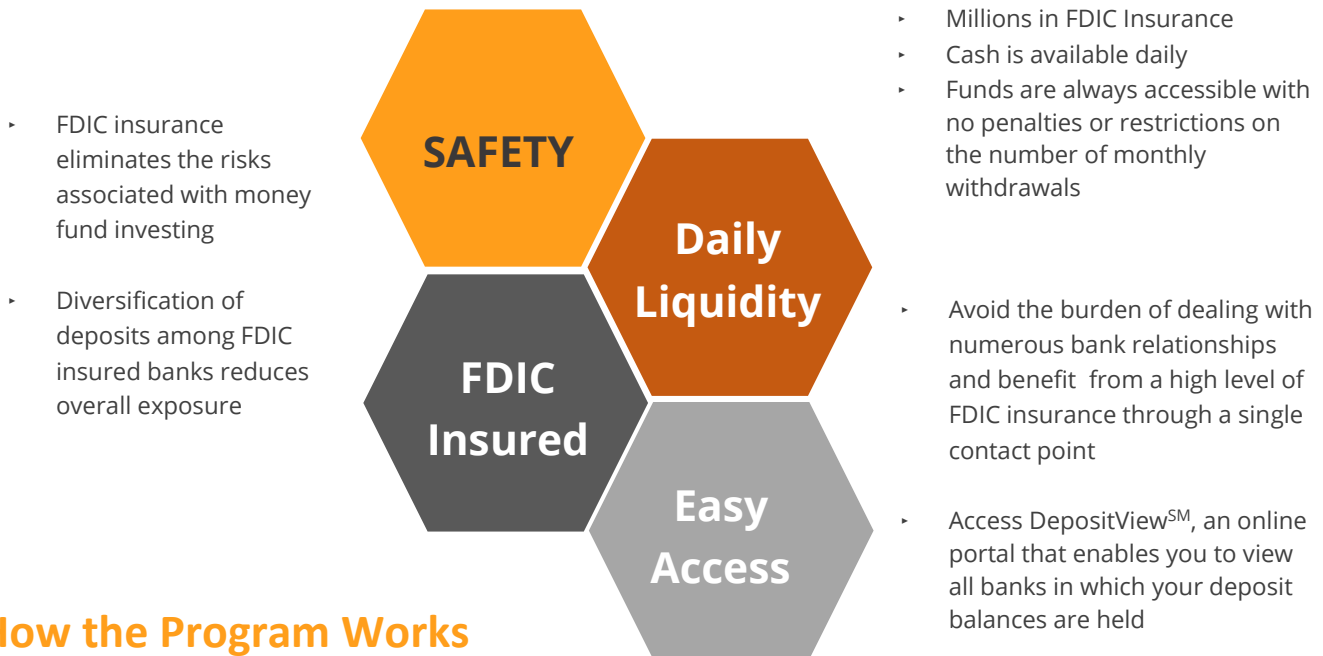 ‣ FDIC insurance
eliminates the risks
associated with money
fund investing
‣ Diversification of
deposits among FDIC
insured banks reduces
overall exposure
SAFETY
Daily
Liquidity
FDIC
Insured
Easy
Access
‣ Millions in FDIC Insurance
‣ Cash is available daily
‣ Funds are always accessible with
no penalties or restrictions on
the number of monthly
withdrawals
‣ Avoid the burden of dealing with
numerous bank relationships
and benefit from a high level of
FDIC insurance through a single
contact point
‣ Access DepositViewSM, an online
portal that enables you to view
all banks in which your deposit
balances are held
How the Program Works